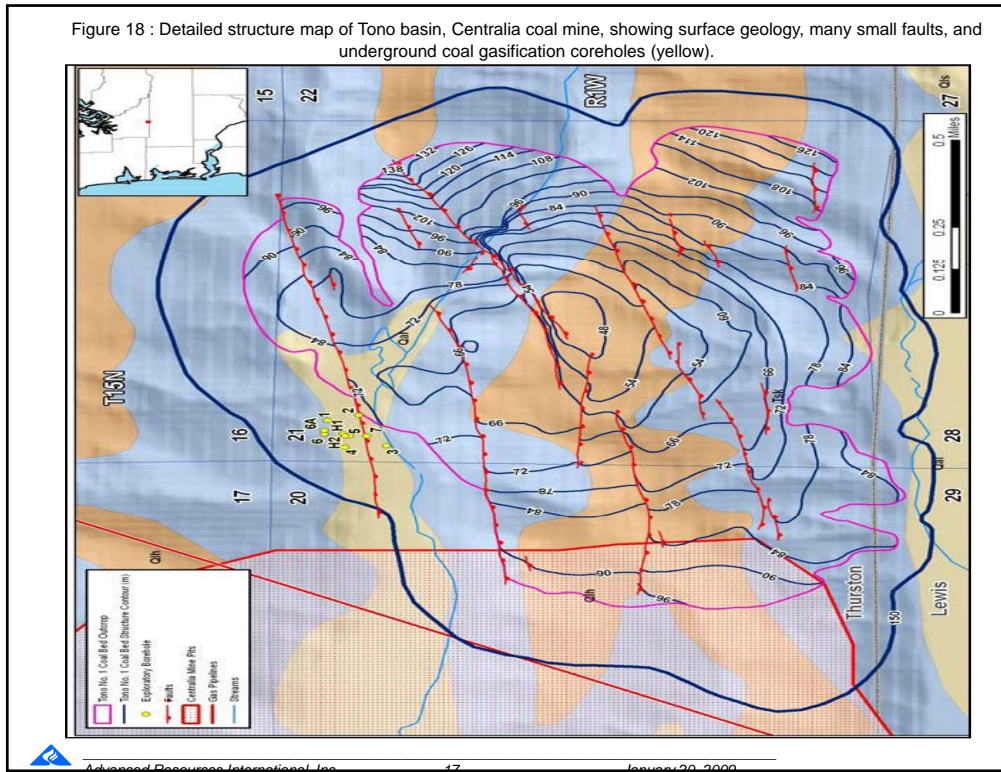 Figure 18 : Detailed structure map of Tono basin, Centralia coal mine, showing surface geology, many small faults, and
underground coal gasification coreholes (yellow).
T15N
R1W
15
22
16
21
17
20
27
28
29
Qls
Qal
Qal
Qlh
Qlh
Tsk
Thurston
Lewis
150
6
6A
1
H1
2
H2
5
4
7
3
138
132
126
120
114
108
102
96
90
84
78
72
66
60
54
48
0
0.125
0.25
0.5
Miles
Tono No. 1 Coal Bed Outcrop
Tono No. 1 Coal Bed Structure Contour (m)
Exploratory Borehole
Faults
Centralia Mine Pits
Gas Pipelines
Streams
Advanced Resources International, Inc. 17 January 20, 2009